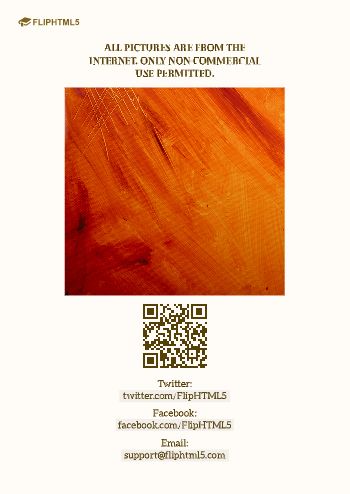 FLIPHTML5
ALL PICTURES ARE FROM THE
INTERNET. ONLY NON-COMMERCIAL
USE PERMITTED.
Twitter:
twitter.com/FlipHTML5
Facebook:
facebook.com/FlipHTML5
Email:
support@fliphtml5.com